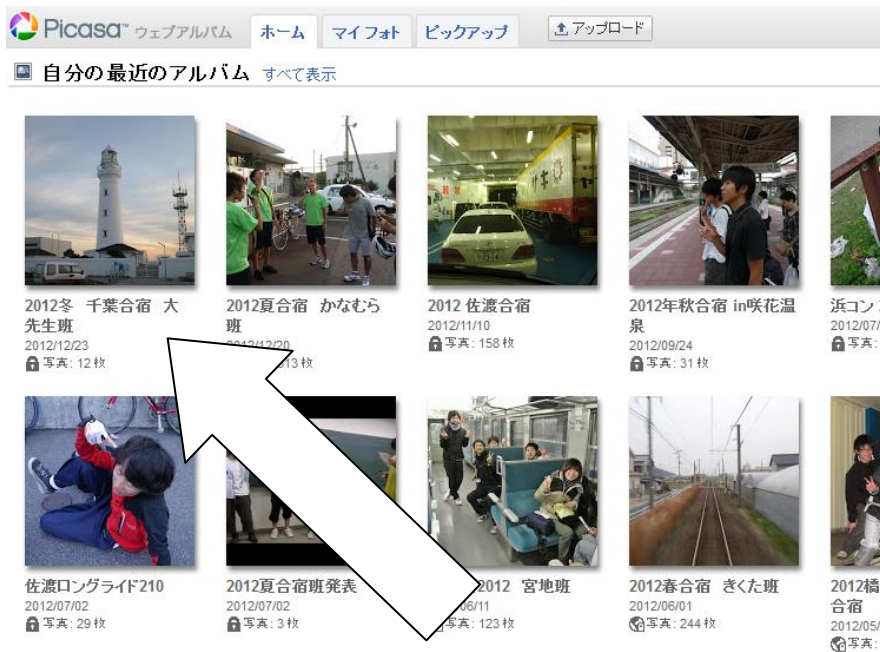 Picasa™ ウェブアルバム ホーム マイ フォト ピックアップ アップロード
自分の最近のアルバム すべて表示
2012冬 千葉合宿 大
先生班
2012/12/23
写真: 12 枚
2012夏合宿 かなむら
班
2012/12/20
313 枚
2012 佐渡合宿
2012/11/10
写真: 158 枚
2012年秋合宿 in咲花温
泉
2012/09/24
写真: 31 枚
浜コン
2012/07/
写真:
佐渡ロングライド210
2012/07/02
写真: 29 枚
2012夏合宿班発表
2012/07/02
写真: 3 枚
2012 宮地班
06/11
写真: 123 枚
2012春合宿 きくた班
2012/06/01
写真: 244 枚
2012橋
合宿
2012/05/
写真: